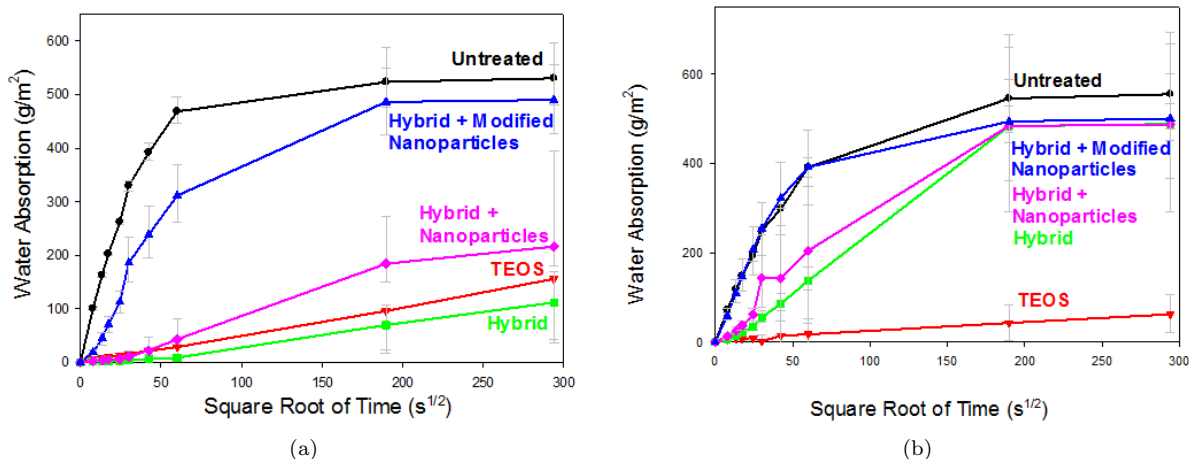 600
500
400
300
200
100
0
Water Absorption (g/m²)
Untreated
Hybrid + Modified
Nanoparticles
Hybrid +
Nanoparticles
TEOS
Hybrid
0 50 100 150 200 250 300
Square Root of Time (s^1/2)
(a)
600
400
200
0
Water Absorption (g/m²)
Untreated
Hybrid + Modified
Nanoparticles
Hybrid +
Nanoparticles
Hybrid
TEOS
0 50 100 150 200 250 300
Square Root of Time (s^1/2)
(b)